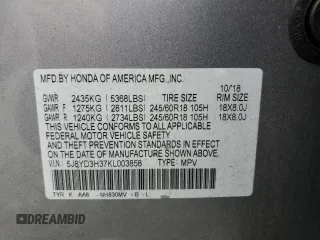 MFD.BY HONDA OF AMERICA MFG.,INC.
10/18
GVWR 2435KG (5368LBS) TIRE SIZE RIM SIZE
GAWR F 1275KG (2811LBS) 245/60R18 105H 18X8.0J
GAWR R 1240KG (2734LBS) 245/60R18 105H 18X8.0J
THIS VEHICLE CONFORMS TO ALL APPLICABLE
FEDERAL MOTOR VEHICLE SAFETY, BUMPER,
AND THEFT PREVENTION STANDARDS IN EFFECT
ON THE DATE OF MANUFACTURE SHOWN ABOVE.
VIN: 5J8YD3H37KL003858 TYPE: MPV
NH830MV -B -L
DREAMBID
autobidcar